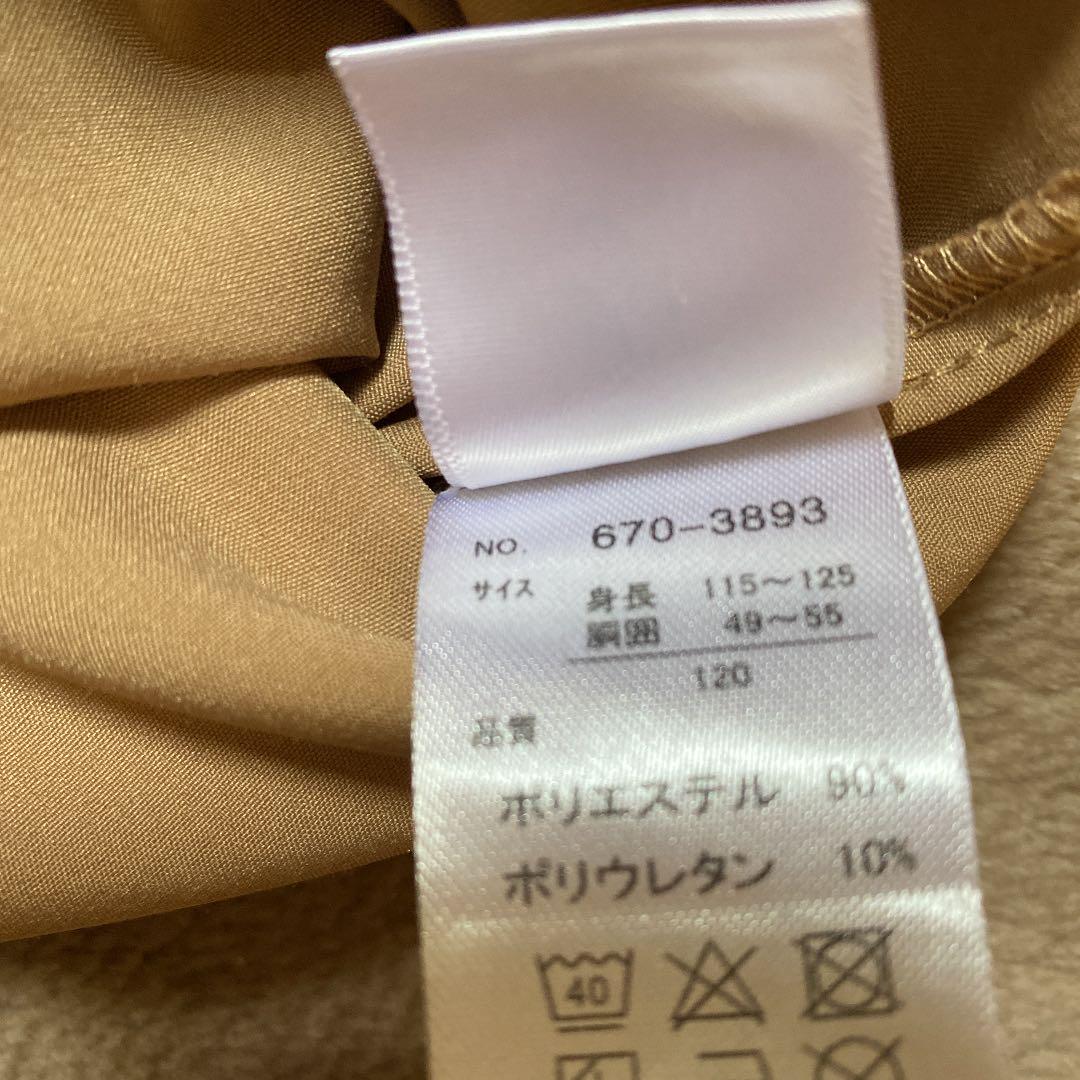 NO. 670-3893
サイズ 身長 115～125
胴囲 49～55
120
品質
ポリエステル 90%
ポリウレタン 10%
40